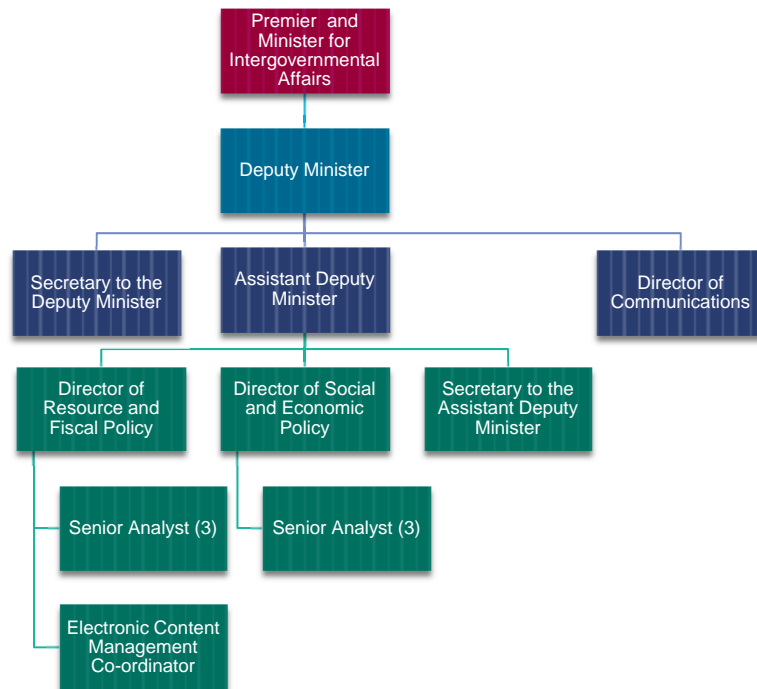 Premier and
Minister for
Intergovernmental
Affairs
Deputy Minister
Secretary to the
Deputy Minister
Assistant Deputy
Minister
Director of
Communications
Director of
Resource and
Fiscal Policy
Director of Social
and Economic
Policy
Secretary to the
Assistant Deputy
Minister
Senior Analyst (3)
Senior Analyst (3)
Electronic Content
Management
Co-ordinator